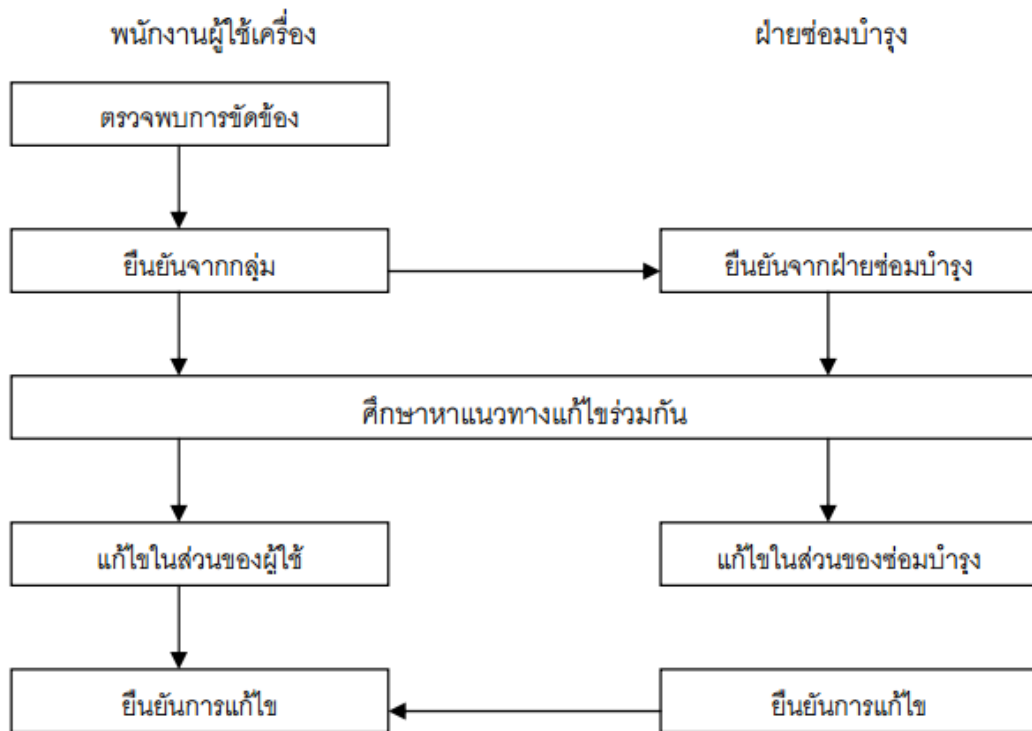 พนักงานผู้ใช้เครื่อง
ฝ่ายซ่อมบำรุง
ตรวจพบการขัดข้อง
ยืนยันจากกลุ่ม
ยืนยันจากฝ่ายซ่อมบำรุง
ศึกษาหาแนวทางแก้ไขร่วมกัน
แก้ไขในส่วนของผู้ใช้
แก้ไขในส่วนของซ่อมบำรุง
ยืนยันการแก้ไข
ยืนยันการแก้ไข